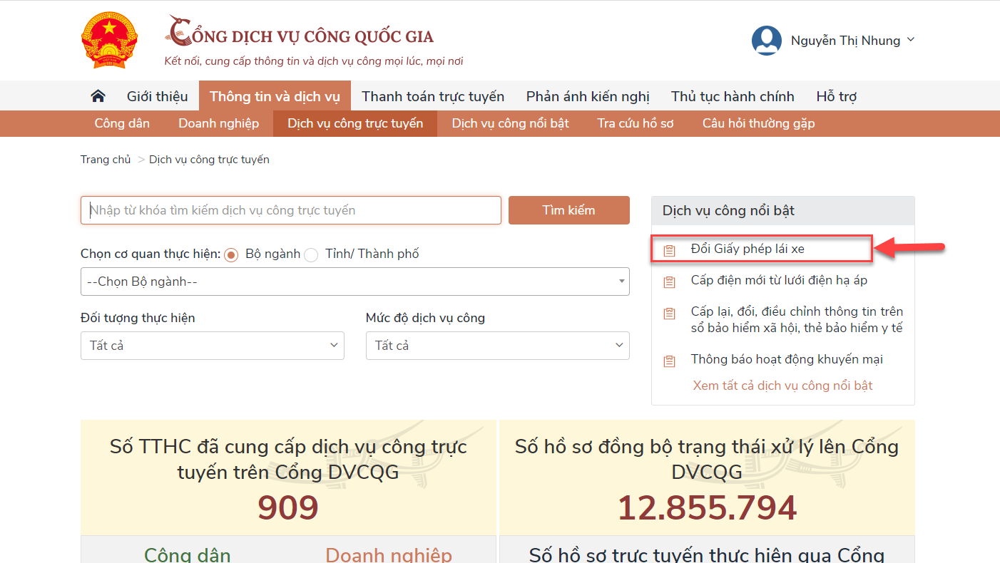 CỔNG DỊCH VỤ CÔNG QUỐC GIA
Kết nối, cung cấp thông tin và dịch vụ công mọi lúc, mọi nơi
Nguyễn Thị Nhung
Giới thiệu Thông tin và dịch vụ Thanh toán trực tuyến Phản ánh kiến nghị Thủ tục hành chính Hỗ trợ
Công dân Doanh nghiệp Dịch vụ công trực tuyến Dịch vụ công nổi bật Tra cứu hồ sơ Câu hỏi thường gặp
Trang chủ > Dịch vụ công trực tuyến
Nhập từ khóa tìm kiếm dịch vụ công trực tuyến
Tìm kiếm
Chọn cơ quan thực hiện: Bộ ngành Tỉnh/ Thành phố
--Chọn Bộ ngành--
Đối tượng thực hiện Mức độ dịch vụ công
Tất cả Tất cả
Dịch vụ công nổi bật
Đổi Giấy phép lái xe
Cấp điện mới từ lưới điện hạ áp
Cấp lại, đổi, điều chỉnh thông tin trên
sổ bảo hiểm xã hội, thẻ bảo hiểm y tế
Thông báo hoạt động khuyến mại
Xem tất cả dịch vụ công nổi bật
Số TTHC đã cung cấp dịch vụ công trực
tuyến trên Cổng DVCQG
909
Số hồ sơ đồng bộ trạng thái xử lý lên Cổng
DVCQG
12.855.794
Công dân Doanh nghiệp
Số hồ sơ trực tuyến thực hiện qua Cổng